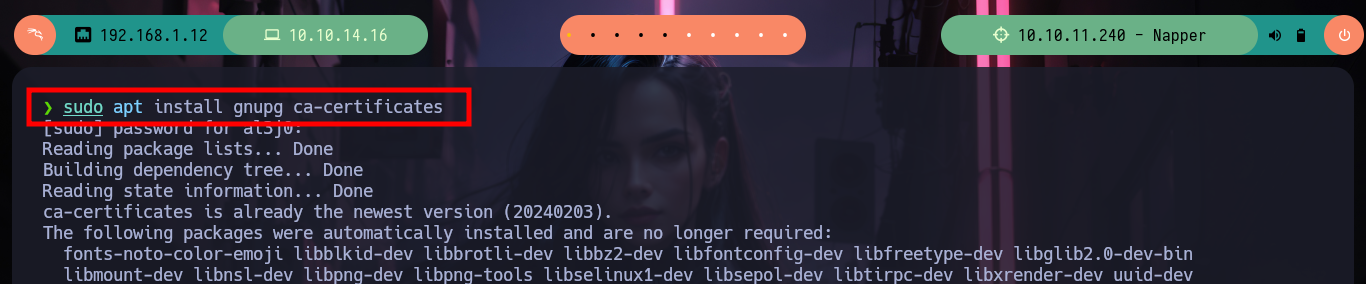 192.168.1.12
10.10.14.16
10.10.11.240 - Napper
❯ sudo apt install gnupg ca-certificates
[sudo] password for al3j0:
Reading package lists... Done
Building dependency tree... Done
Reading state information... Done
ca-certificates is already the newest version (20240203).
The following packages were automatically installed and are no longer required:
fonts-noto-color-emoji libblkid-dev libbrotli-dev libbz2-dev libfontconfig-dev libfreetype-dev libglib2.0-dev-bin
libmount-dev libnsl-dev libpng-dev libpng-tools libselinux1-dev libsepol-dev libtirpc-dev libxrender-dev uuid-dev